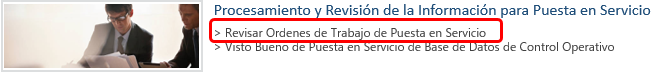 Procesamiento y Revisión de la Información para Puesta en Servicio
> Revisar Ordenes de Trabajo de Puesta en Servicio
> Visto Bueno de Puesta en Servicio de Base de Datos de Control Operativo